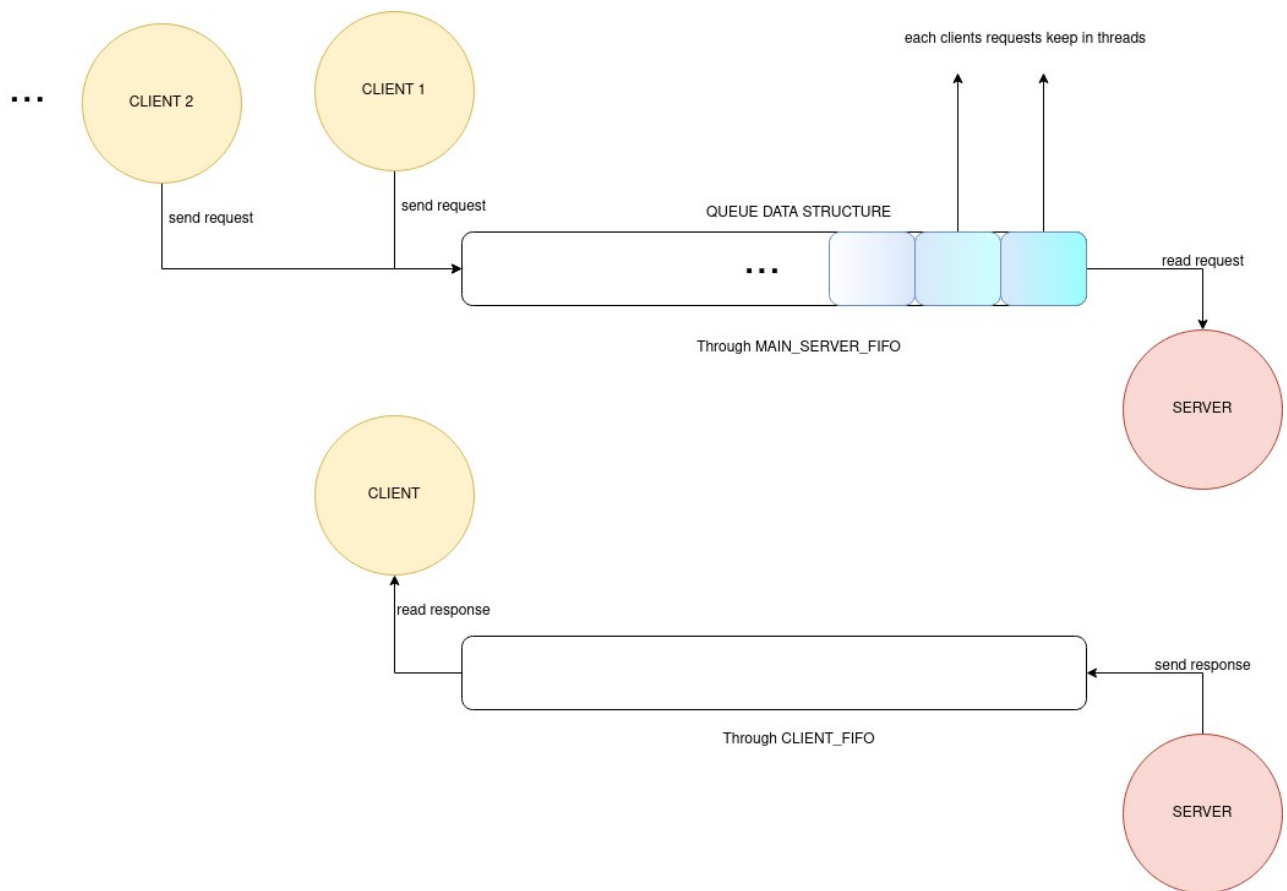 each clients requests keep in threads
...
CLIENT 2
CLIENT 1
send request
send request
QUEUE DATA STRUCTURE
...
read request
Through MAIN_SERVER_FIFO
SERVER
CLIENT
read response
send response
Through CLIENT_FIFO
SERVER